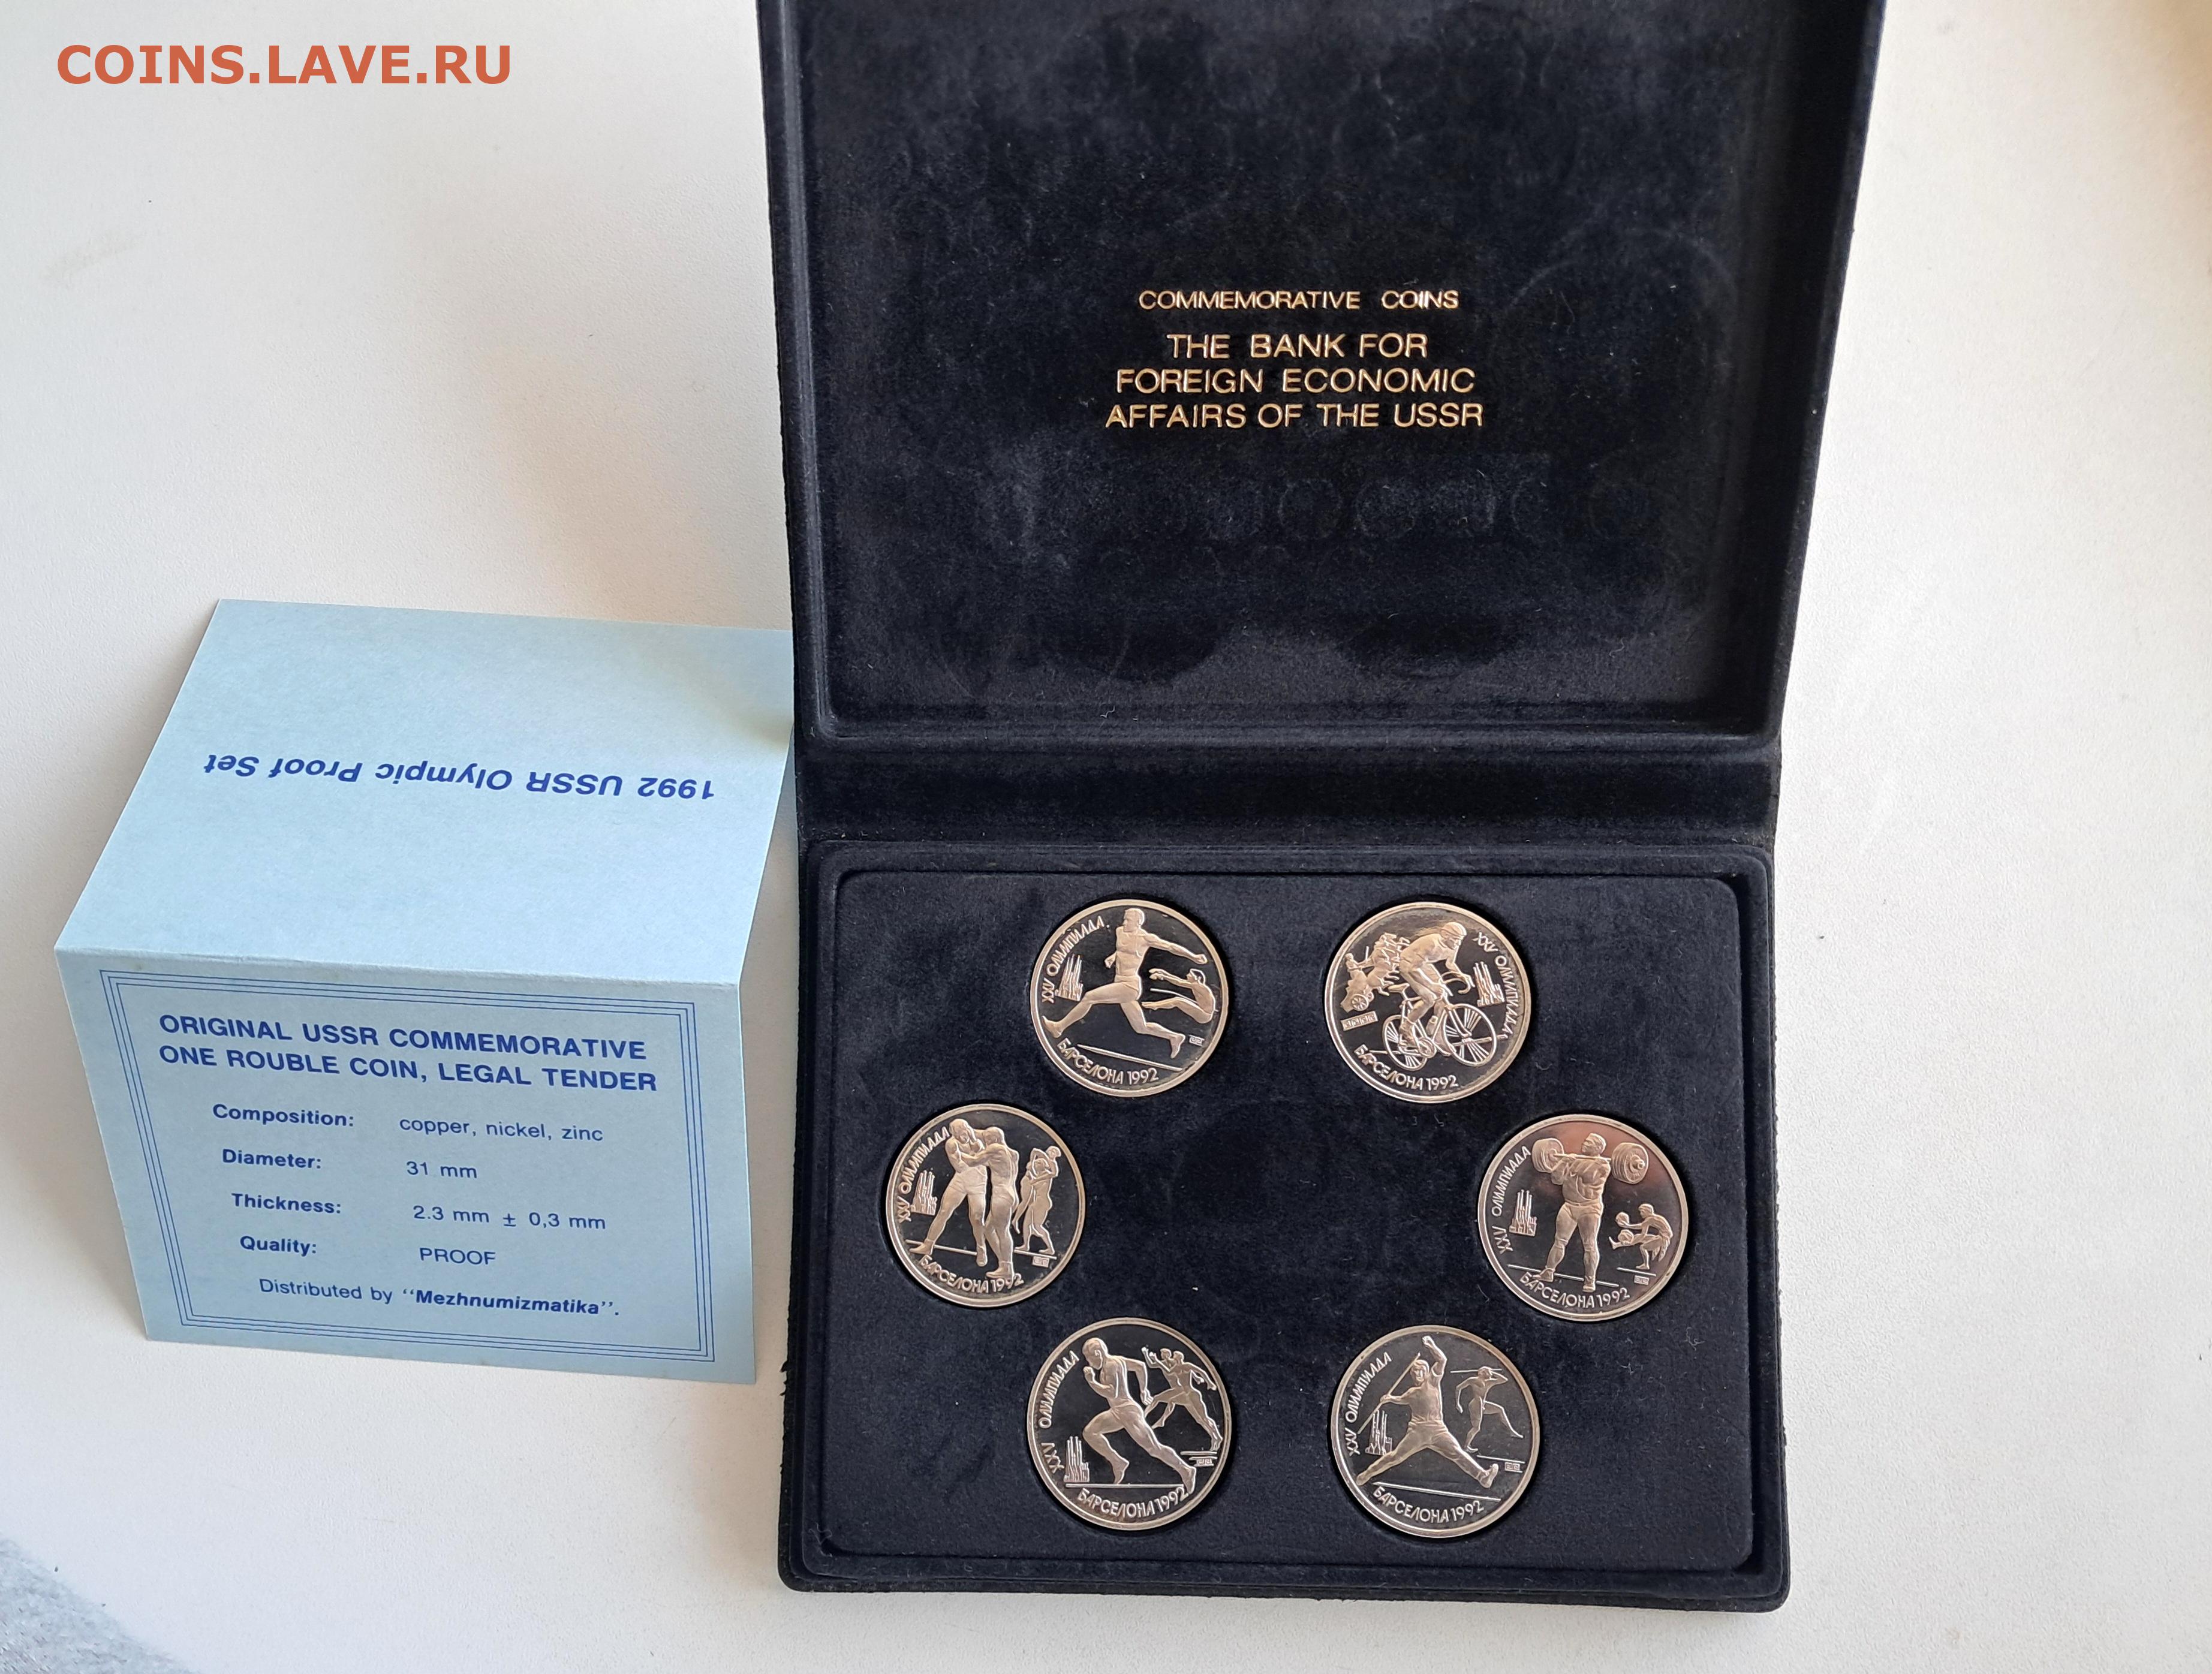 COINS.LAVE.RU
COMMEMORATIVE COINS
THE BANK FOR
FOREIGN ECONOMIC
AFFAIRS OF THE USSR
1992 USSR Olympic Proof Set
ORIGINAL USSR COMMEMORATIVE
ONE ROUBLE COIN, LEGAL TENDER
Composition: copper, nickel, zinc
Diameter: 31 mm
Thickness: 2.3 mm ± 0,3 mm
Quality: PROOF
Distributed by ''Mezhnumizmatika''.
XXV ОЛИМПИАДА
БАРСЕЛОНА 1992
XXV ОЛИМПИАДА
БАРСЕЛОНА 1992
XXV ОЛИМПИАДА
БАРСЕЛОНА 1992
XXV ОЛИМПИАДА
БАРСЕЛОНА 1992
XXV ОЛИМПИАДА
БАРСЕЛОНА 1992
XXV ОЛИМПИАДА
БАРСЕЛОНА 1992